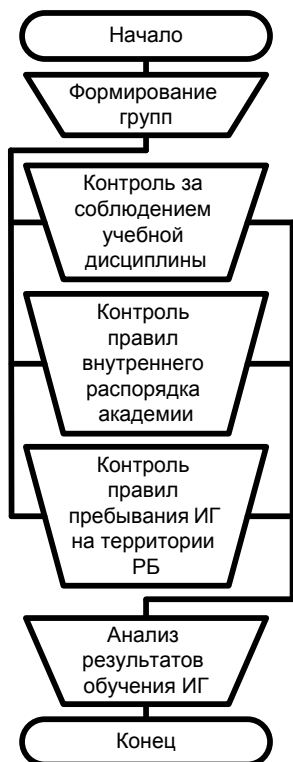 Начало
Формирование
групп
Контроль за
соблюдением
учебной
дисциплины
Контроль
правил
внутреннего
распорядка
академии
Контроль
правил
пребывания ИГ
на территории
РБ
Анализ
результатов
обучения ИГ
Конец